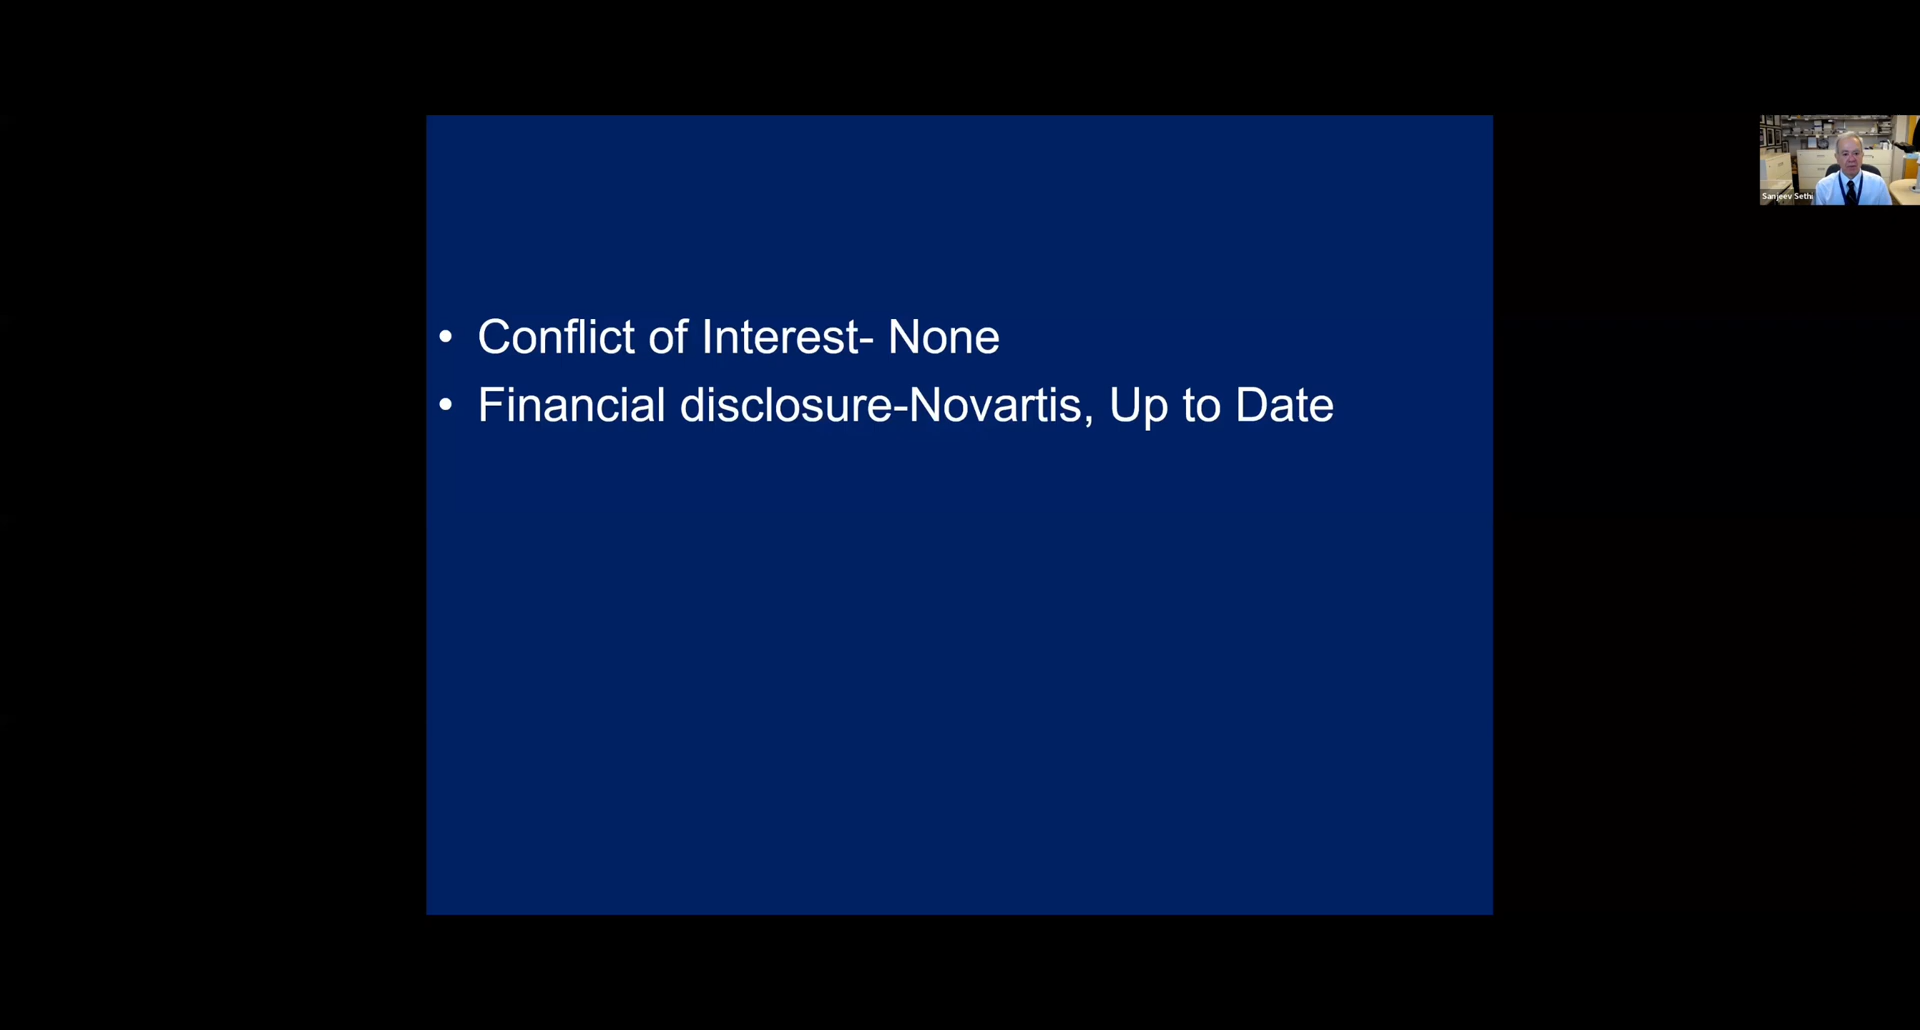 • Conflict of Interest- None
• Financial disclosure-Novartis, Up to Date
Sanjeev Sethi